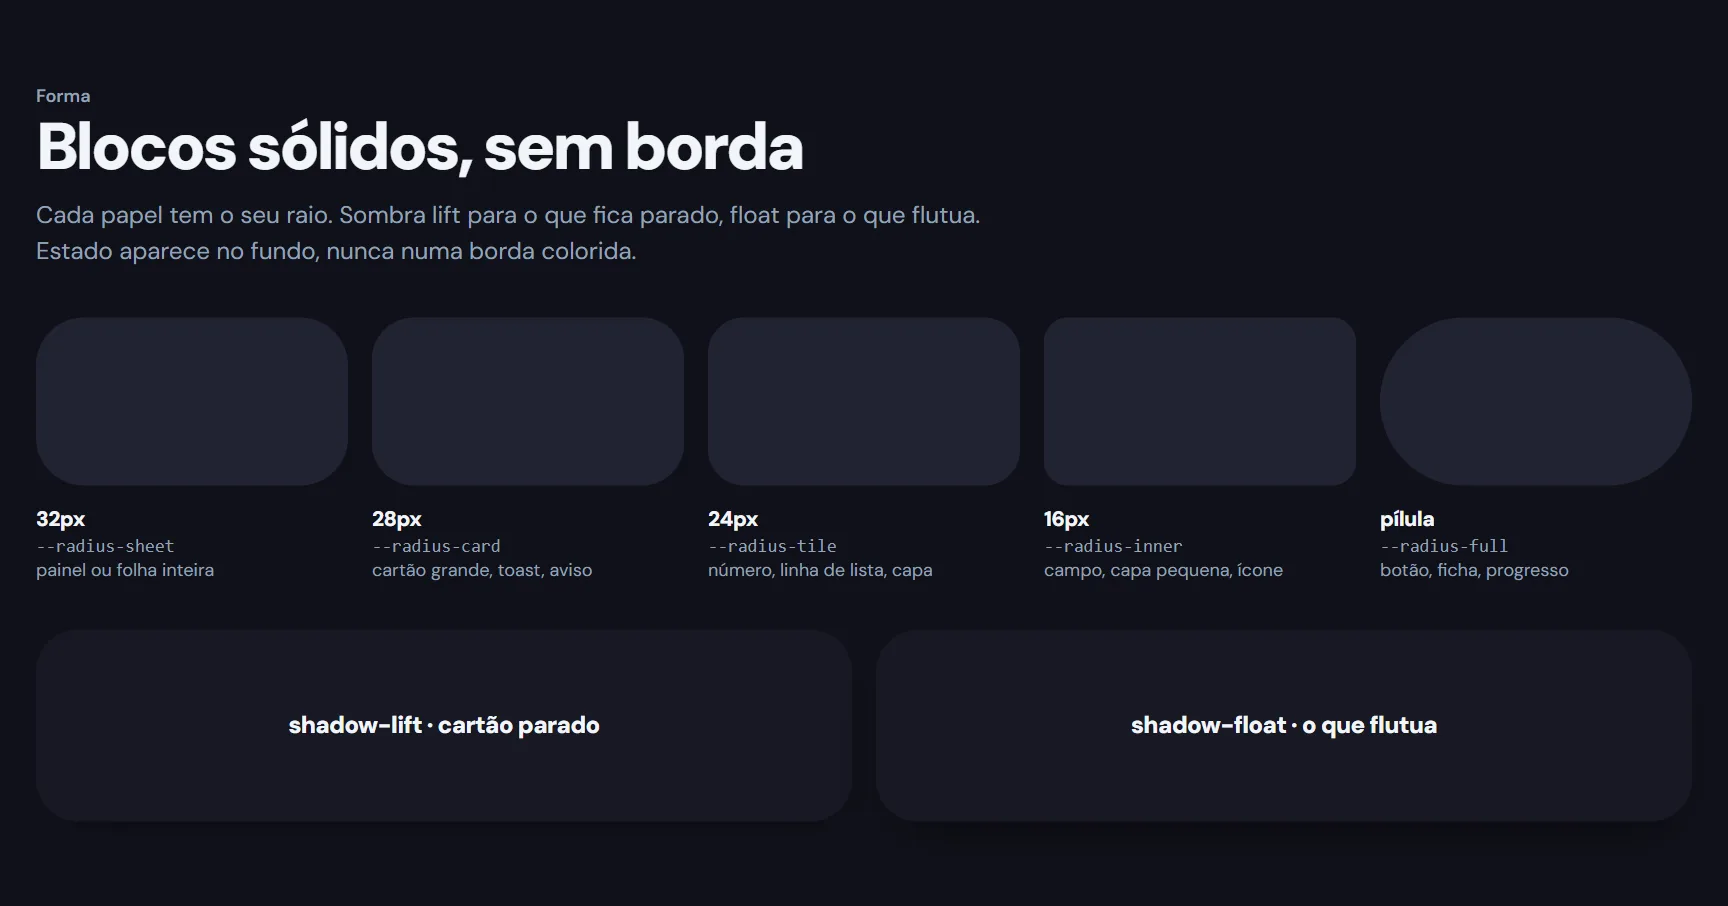 Forma
Blocos sólidos, sem borda
Cada papel tem o seu raio. Sombra lift para o que fica parado, float para o que flutua.
Estado aparece no fundo, nunca numa borda colorida.
32px
--radius-sheet
painel ou folha inteira
28px
--radius-card
cartão grande, toast, aviso
24px
--radius-tile
número, linha de lista, capa
16px
--radius-inner
campo, capa pequena, ícone
pílula
--radius-full
botão, ficha, progresso
shadow-lift · cartão parado
shadow-float · o que flutua